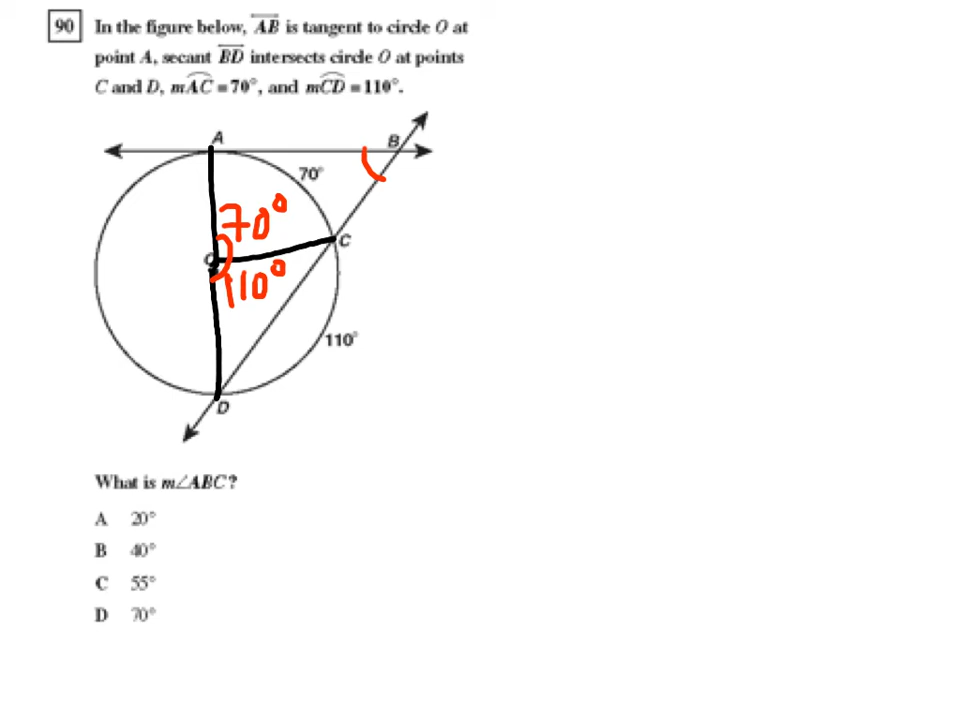 90 In the figure below, AB is tangent to circle O at
point A, secant BD intersects circle O at points
C and D, mAC = 70°, and mCD = 110°.
A
B
70°
70°
C
O
110°
110°
D
What is m∠ABC?
A 20°
B 40°
C 55°
D 70°